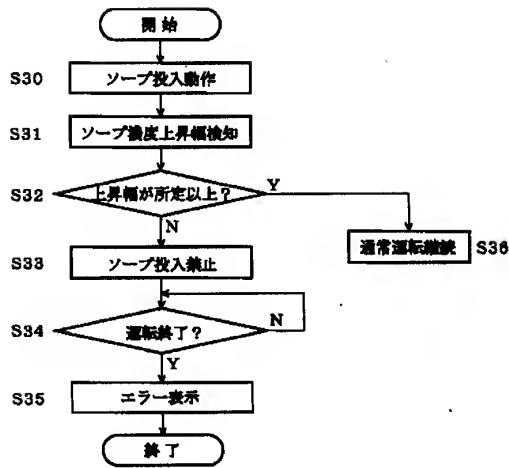 開始
S30 ソープ投入動作
S31 ソープ濃度上昇幅検知
S32 上昇幅が所定以上？ Y
N
通常運転継続 S36
S33 ソープ投入禁止
S34 運転終了？ N
Y
S35 エラー表示
終了